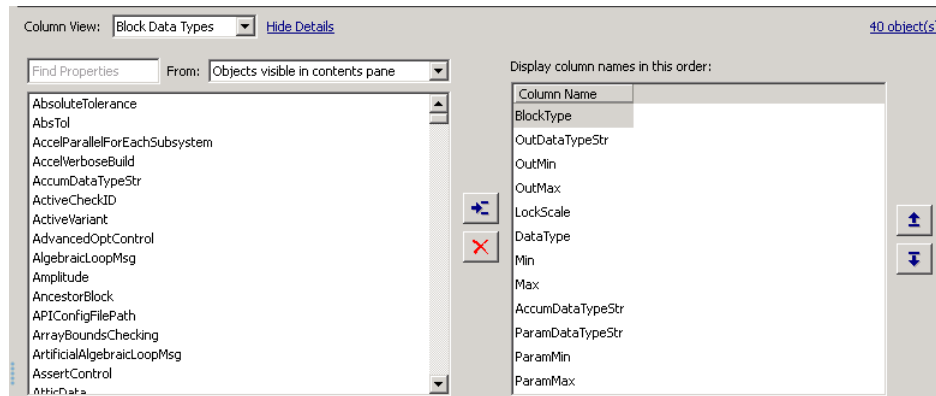 Column View: Block Data Types Hide Details 40 object(s)
Find Properties From: Objects visible in contents pane
AbsoluteTolerance
AbsTol
AccelParallelForEachSubsystem
AccelVerboseBuild
AccumDataTypeStr
ActiveCheckID
ActiveVariant
AdvancedOptControl
AlgebraicLoopMsg
Amplitude
AncestorBlock
APIConfigFilePath
ArrayBoundsChecking
ArtificialAlgebraicLoopMsg
AssertControl
AtticData
Display column names in this order:
Column Name
BlockType
OutDataTypeStr
OutMin
OutMax
LockScale
DataType
Min
Max
AccumDataTypeStr
ParamDataTypeStr
ParamMin
ParamMax